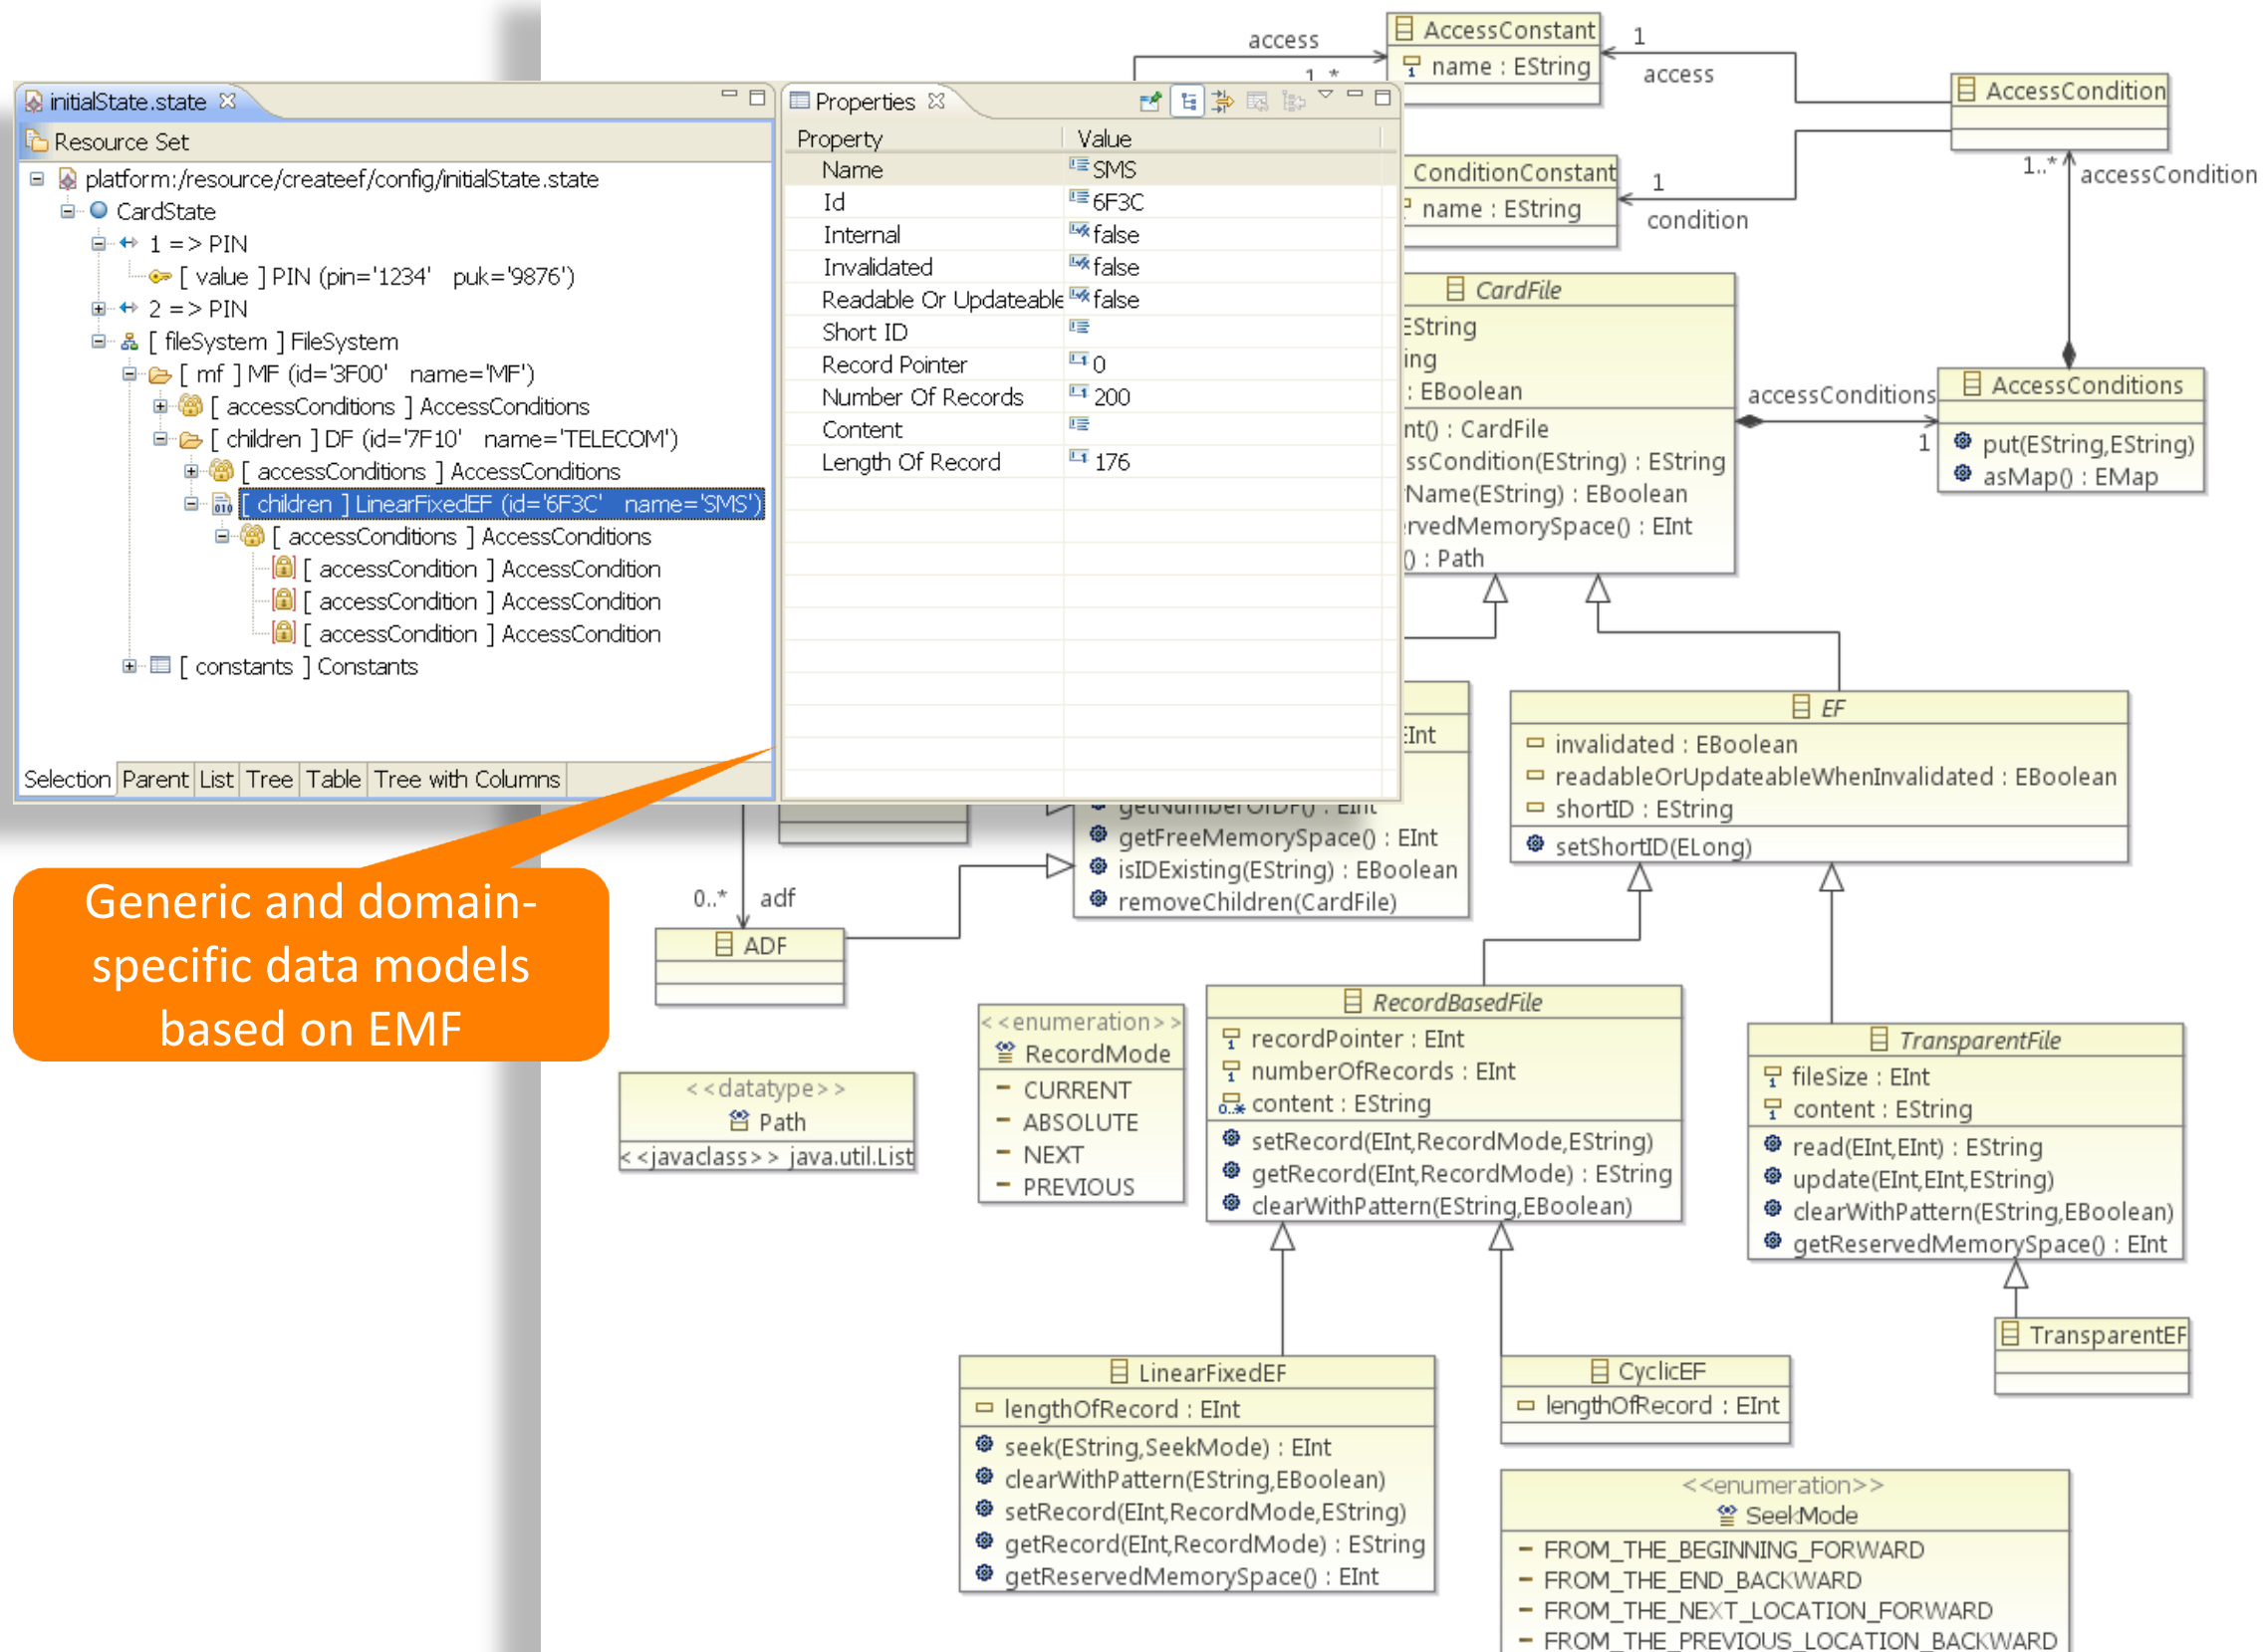 initialState.state
Resource Set
platform:/resource/createef/config/initialState.state
CardState
1 => PIN
[ value ] PIN (pin='1234' puk='9876')
2 => PIN
[ fileSystem ] FileSystem
[ mf ] MF (id='3F00' name='MF')
[ accessConditions ] AccessConditions
[ children ] DF (id='7F10' name='TELECOM')
[ accessConditions ] AccessConditions
[ children ] LinearFixedEF (id='6F3C' name='SMS')
[ accessConditions ] AccessConditions
[ accessCondition ] AccessCondition
[ accessCondition ] AccessCondition
[ accessCondition ] AccessCondition
[ constants ] Constants
Selection Parent List Tree Table Tree with Columns
Properties
Property Value
Name SMS
Id 6F3C
Internal false
Invalidated false
Readable Or Updateable false
Short ID
Record Pointer 0
Number Of Records 200
Content
Length Of Record 176
Generic and domain-
specific data models
based on EMF
access
1..*
AccessConstant
name : EString
1
access
AccessCondition
ConditionConstant
name : EString
1
condition
1..*
accessCondition
CardFile
EString
ing
: EBoolean
nt() : CardFile
ssCondition(EString) : EString
Name(EString) : EBoolean
rvedMemorySpace() : EInt
() : Path
accessConditions
1
AccessConditions
put(EString,EString)
asMap() : EMap
EInt
getNumberOfDF() : EInt
getFreeMemorySpace() : EInt
isIDExisting(EString) : EBoolean
removeChildren(CardFile)
EF
invalidated : EBoolean
readableOrUpdateableWhenInvalidated : EBoolean
shortID : EString
setShortID(ELong)
0..* adf
ADF
<<datatype>>
Path
<<javaclass>> java.util.List
<<enumeration>>
RecordMode
CURRENT
ABSOLUTE
NEXT
PREVIOUS
RecordBasedFile
recordPointer : EInt
numberOfRecords : EInt
0..* content : EString
setRecord(EInt,RecordMode,EString)
getRecord(EInt,RecordMode) : EString
clearWithPattern(EString,EBoolean)
TransparentFile
fileSize : EInt
content : EString
read(EInt,EInt) : EString
update(EInt,EInt,EString)
clearWithPattern(EString,EBoolean)
getReservedMemorySpace() : EInt
TransparentEF
LinearFixedEF
lengthOfRecord : EInt
seek(EString,SeekMode) : EInt
clearWithPattern(EString,EBoolean)
setRecord(EInt,RecordMode,EString)
getRecord(EInt,RecordMode) : EString
getReservedMemorySpace() : EInt
CyclicEF
lengthOfRecord : EInt
<<enumeration>>
SeekMode
FROM_THE_BEGINNING_FORWARD
FROM_THE_END_BACKWARD
FROM_THE_NEXT_LOCATION_FORWARD
FROM_THE_PREVIOUS_LOCATION_BACKWARD